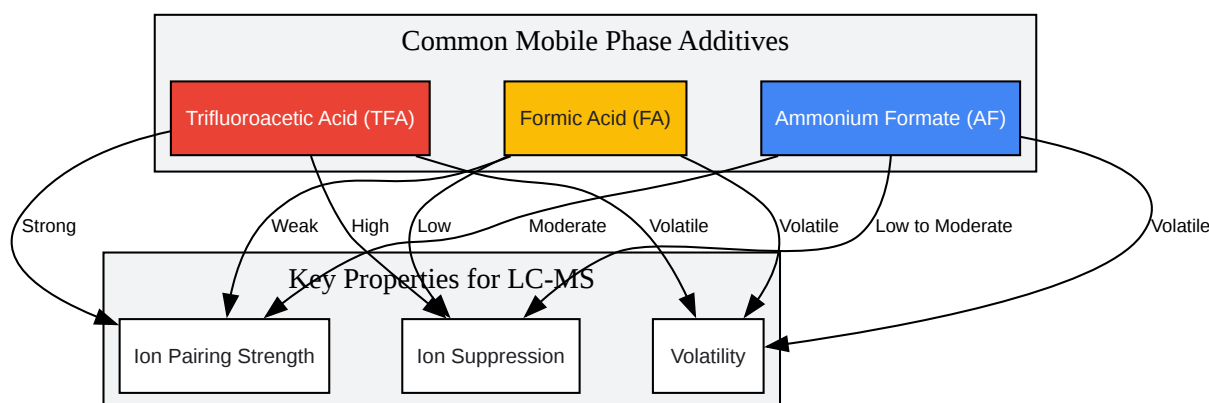 Common Mobile Phase Additives
Trifluoroacetic Acid (TFA)
Formic Acid (FA)
Ammonium Formate (AF)
Strong
Weak
High
Low
Moderate
Volatile
Volatile
Low to Moderate
Volatile
Key Properties for LC-MS
Ion Pairing Strength
Ion Suppression
Volatility